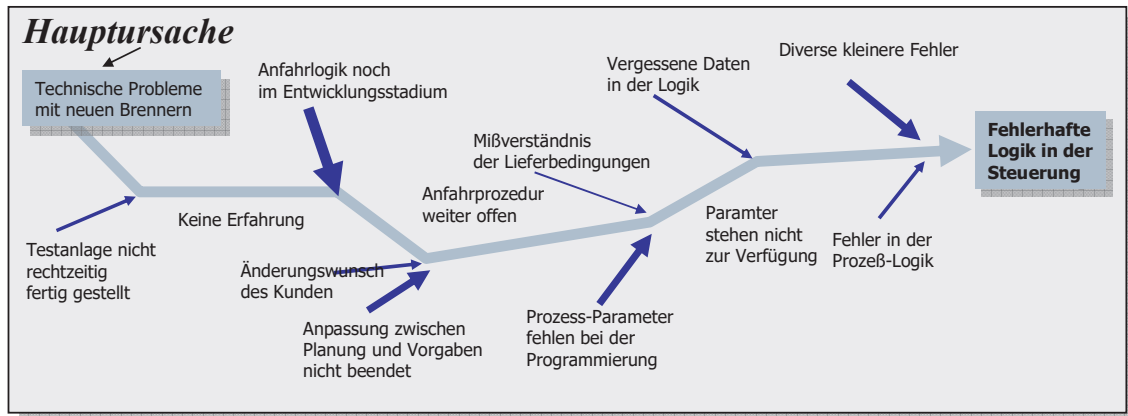 Hauptursache
Technische Probleme
mit neuen Brennern
Anfahrlogik noch
im Entwicklungsstadium
Vergessene Daten
in der Logik
Diverse kleinere Fehler
Fehlerhafte
Logik in der
Steuerung
Mißverständnis
der Lieferbedingungen
Anfahrprozedur
weiter offen
Keine Erfahrung
Paramter
stehen nicht
zur Verfügung
Fehler in der
Prozeß-Logik
Testanlage nicht
rechtzeitig
fertig gestellt
Änderungswunsch
des Kunden
Anpassung zwischen
Planung und Vorgaben
nicht beendet
Prozess-Parameter
fehlen bei der
Programmierung